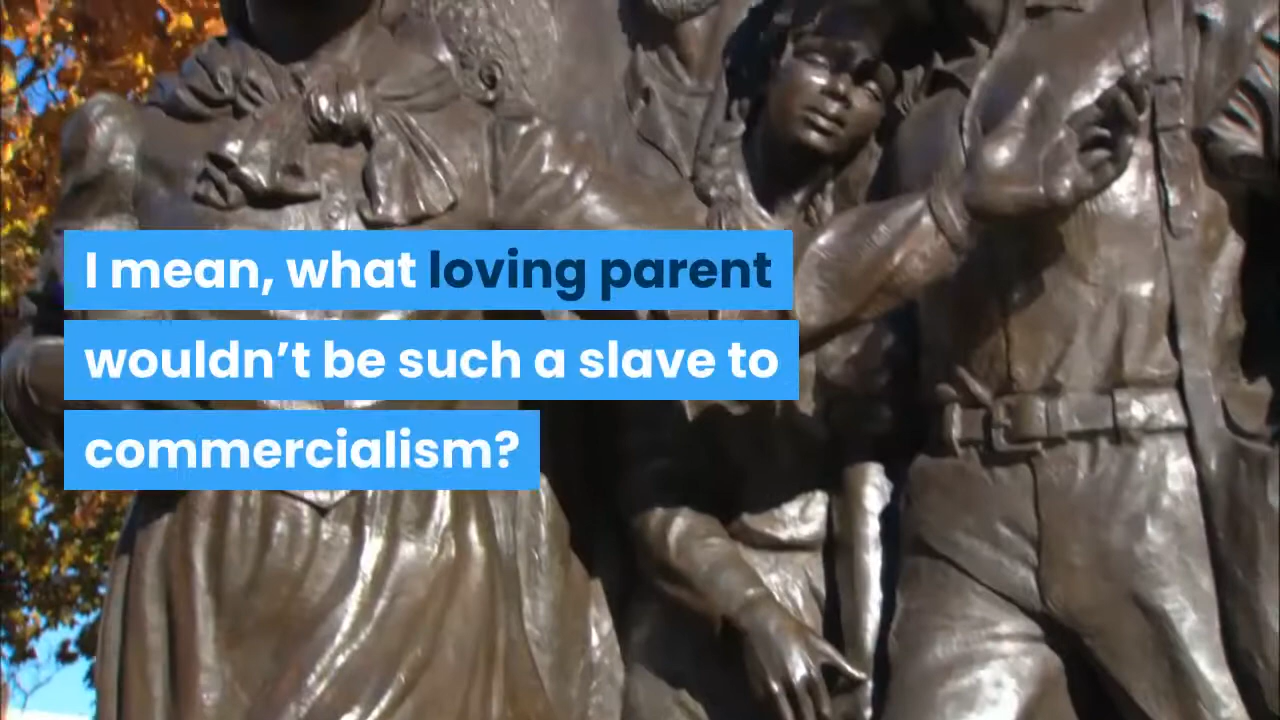 I mean, what loving parent
wouldn’t be such a slave to
commercialism?